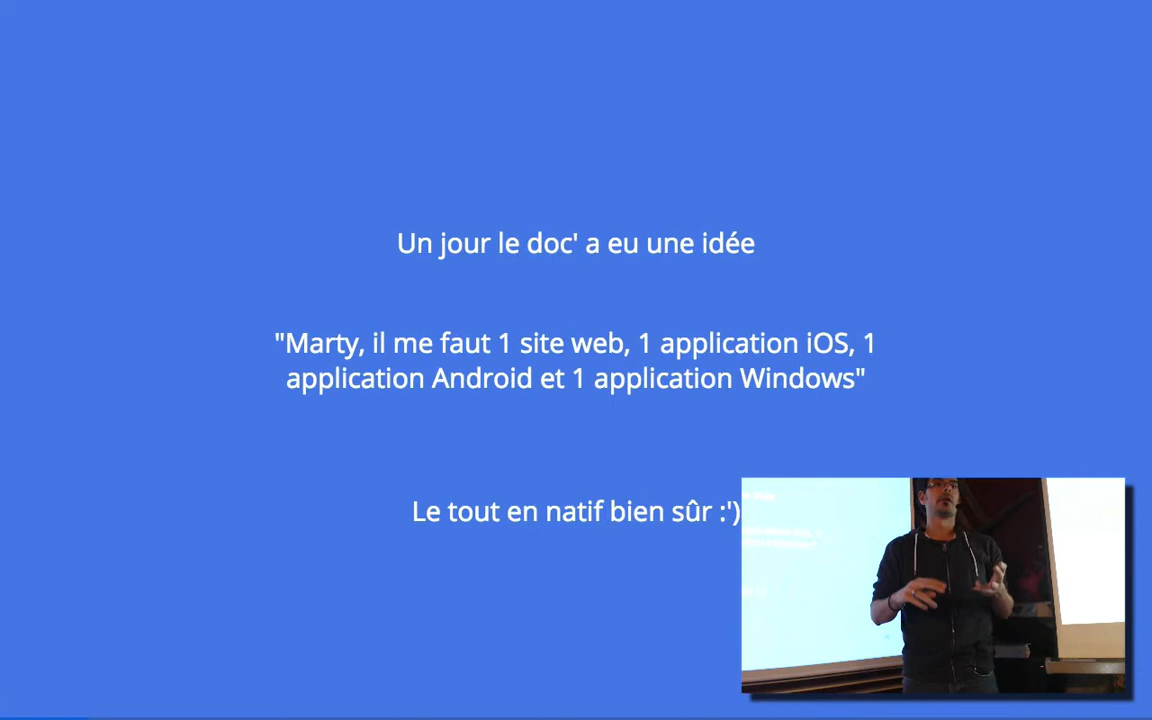 Un jour le doc' a eu une idée
"Marty, il me faut 1 site web, 1 application iOS, 1
application Android et 1 application Windows"
Le tout en natif bien sûr :')